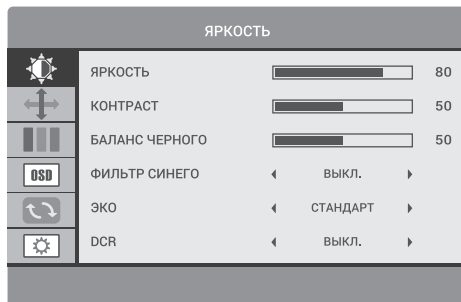 ЯРКОСТЬ
ЯРКОСТЬ 80
КОНТРАСТ 50
БАЛАНС ЧЕРНОГО 50
ФИЛЬТР СИНЕГО ВЫКЛ.
OSD
ЭКО СТАНДАРТ
DCR ВЫКЛ.